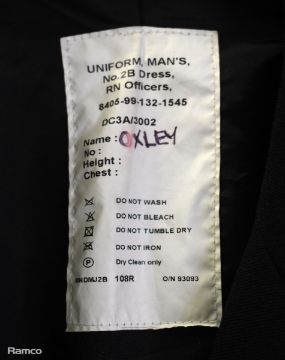 UNIFORM, MAN'S,
No.2B Dress,
RN Officers,
8405-99-132-1545
DC3A/3002
Name : OXLEY
No :
Height :
Chest :
DO NOT WASH
DO NOT BLEACH
DO NOT TUMBLE DRY
DO NOT IRON
P Dry Clean only
NDMJ2B 108R O/N 93093
Ramco